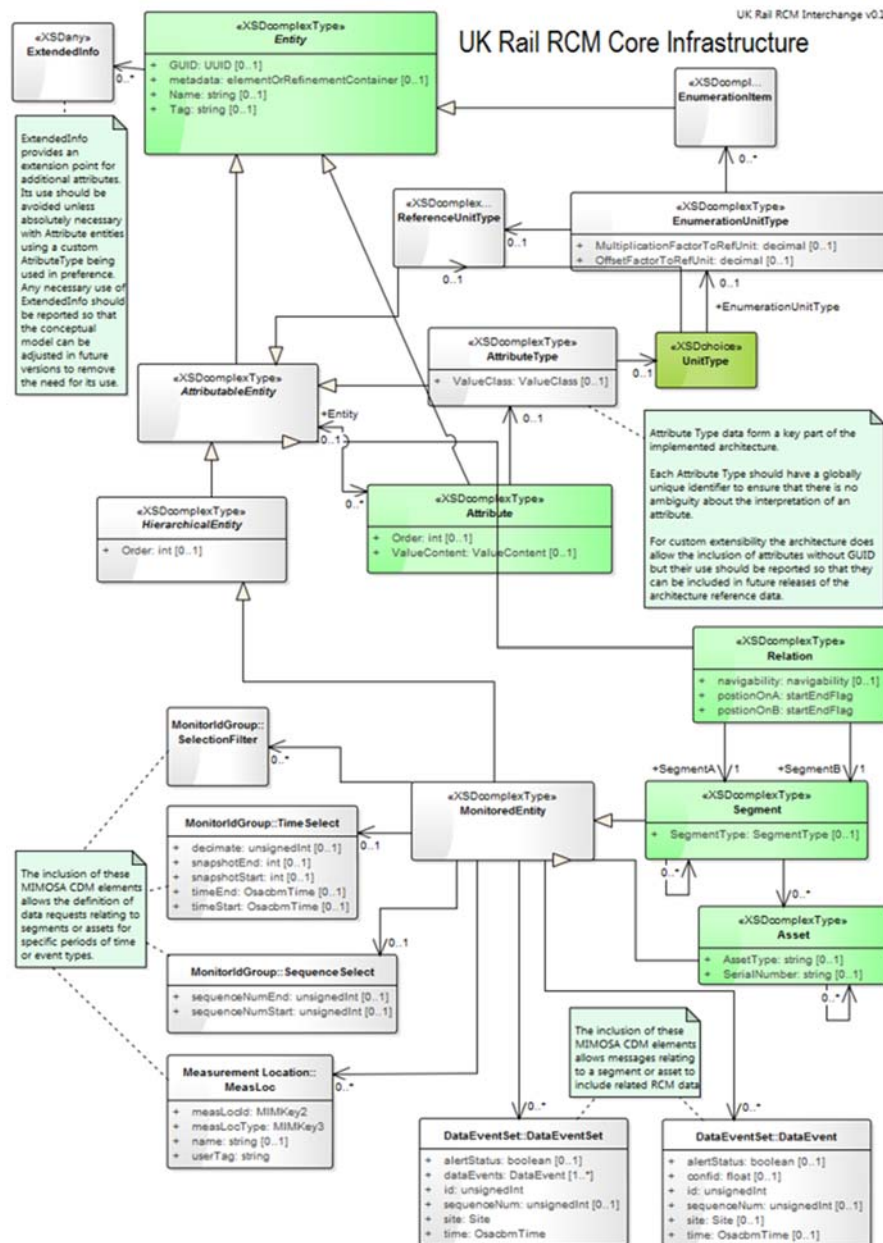 UK Rail RCM Interchange v0.1
UK Rail RCM Core Infrastructure
«XSDany»
ExtendedInfo
0..*
«XSDcomplexType»
Entity
+ GUID: UUID [0..1]
+ metadata: elementOrRefinementContainer [0..1]
+ Name: string [0..1]
+ Tag: string [0..1]
«XSDcompl...
EnumerationItem
0..*
ExtendedInfo
provides an
extension point for
additional attributes.
Its use should be
avoided unless
absolutely necessary
with Attribute entities
using a custom
AtributeType being
used in preference.
Any necessary use of
ExtendedInfo should
be reported so that
the conceptual
model can be
adjusted in future
versions to remove
the need for its use.
«XSDcomplex...
ReferenceUnitType
0..1
«XSDcomplexType»
EnumerationUnitType
+ MultiplicationFactorToRefUnit: decimal [0..1]
+ OffsetFactorToRefUnit: decimal [0..1]
0..1
0..1
+EnumerationUnitType
«XSDcomplexType»
AttributeType
+ ValueClass: ValueClass [0..1]
0..1
«XSDchoice»
UnitType
«XSDcomplexType»
AttributableEntity
+Entity
0..1
0..1
0..*
Attribute Type data form a key part of the
implemented architecture.
Each Attribute Type should have a globally
unique identifier to ensure that there is no
ambiguity about the interpretation of an
attribute.
For custom extensibility the architecture does
allow the inclusion of attributes without GUID
but their use should be reported so that they
can be included in future releases of the
architecture reference data.
«XSDcomplexType»
HierarchicalEntity
+ Order: int [0..1]
«XSDcomplexType»
Attribute
+ Order: int [0..1]
+ ValueContent: ValueContent [0..1]
«XSDcomplexType»
Relation
+ navigability: navigability [0..1]
+ postionOnA: startEndFlag
+ postionOnB: startEndFlag
+SegmentA
1
+SegmentB
1
MonitorIdGroup::
SelectionFilter
0..*
«XSDcomplexType»
MonitoredEntity
«XSDcomplexType»
Segment
+ SegmentType: SegmentType [0..1]
0..*
0..*
MonitorIdGroup::TimeSelect
+ decimate: unsignedInt [0..1]
+ snapshotEnd: int [0..1]
+ snapshotStart: int [0..1]
+ timeEnd: OsacbmTime [0..1]
+ timeStart: OsacbmTime [0..1]
0..1
The inclusion of these
MIMOSA CDM elements
allows the definition of
data requests relating to
segments or assets for
specific periods of time
or event types.
0..1
MonitorIdGroup::SequenceSelect
+ sequenceNumEnd: unsignedInt [0..1]
+ sequenceNumStart: unsignedInt [0..1]
«XSDcomplexType»
Asset
+ AssetType: string [0..1]
+ SerialNumber: string [0..1]
0..*
The inclusion of these
MIMOSA CDM elements
allows messages relating
to a segment or asset to
include related RCM data
Measurement Location::
MeasLoc
+ measLocId: MIMKey2
+ measLocType: MIMKey3
+ name: string [0..1]
+ userTag: string
0..*
0..*
0..*
DataEventSet::DataEventSet
+ alertStatus: boolean [0..1]
+ dataEvents: DataEvent [1..*]
+ id: unsignedInt
+ sequenceNum: unsignedInt [0..1]
+ site: Site
+ time: OsacbmTime
DataEventSet::DataEvent
+ alertStatus: boolean [0..1]
+ confid: float [0..1]
+ id: unsignedInt
+ sequenceNum: unsignedInt [0..1]
+ site: Site [0..1]
+ time: OsacbmTime [0..1]